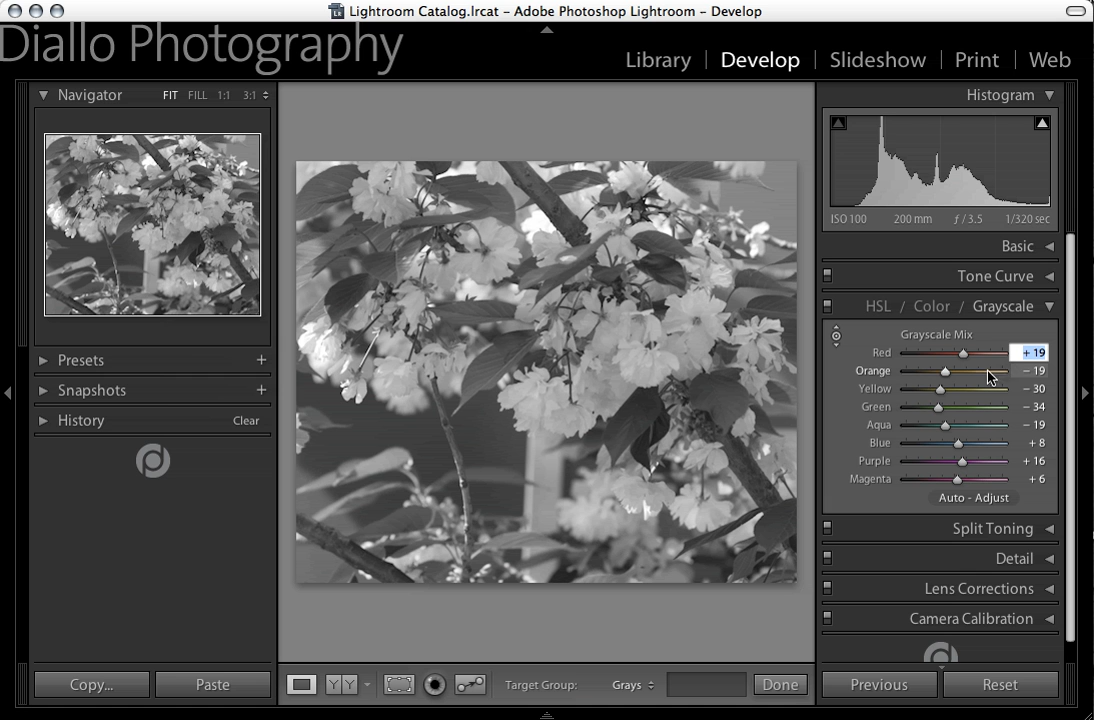 Lightroom Catalog.lrcat – Adobe Photoshop Lightroom – Develop
Diallo Photography
Library | Develop | Slideshow | Print | Web
Navigator FIT FILL 1:1 3:1
Presets +
Snapshots +
History Clear
Copy... Paste
Target Group: Grays Done
Histogram
ISO 100 200 mm ƒ / 3.5 1/320 sec
Basic
Tone Curve
HSL / Color / Grayscale
Grayscale Mix
Red + 19
Orange – 19
Yellow – 30
Green – 34
Aqua – 19
Blue + 8
Purple + 16
Magenta + 6
Auto - Adjust
Split Toning
Detail
Lens Corrections
Camera Calibration
Previous Reset